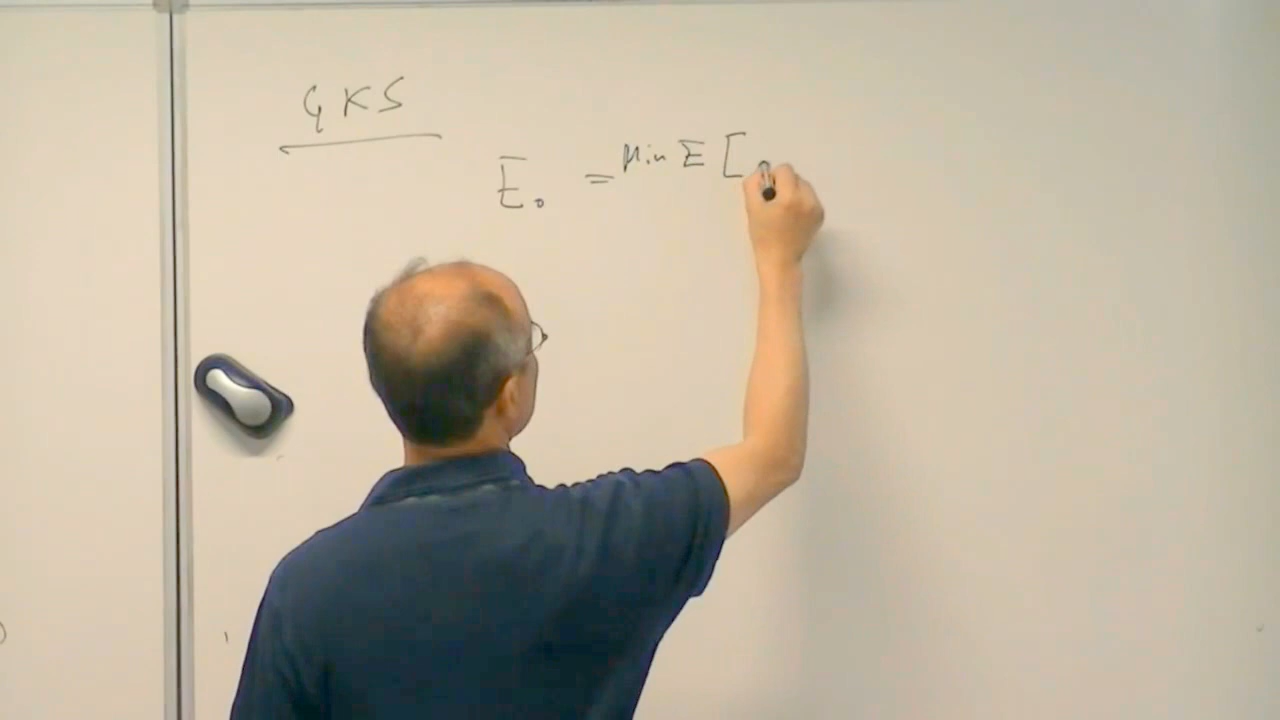 GKS
E₀ = Min E [